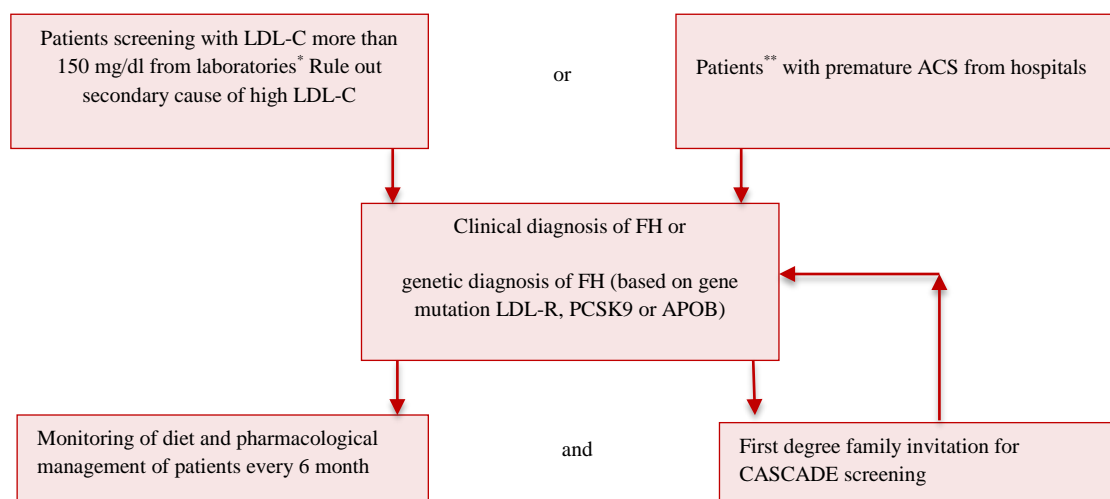 Patients screening with LDL-C more than
150 mg/dl from laboratories* Rule out
secondary cause of high LDL-C
or
Patients** with premature ACS from hospitals
Clinical diagnosis of FH or
genetic diagnosis of FH (based on gene
mutation LDL-R, PCSK9 or APOB)
Monitoring of diet and pharmacological
management of patients every 6 month
and
First degree family invitation for
CASCADE screening